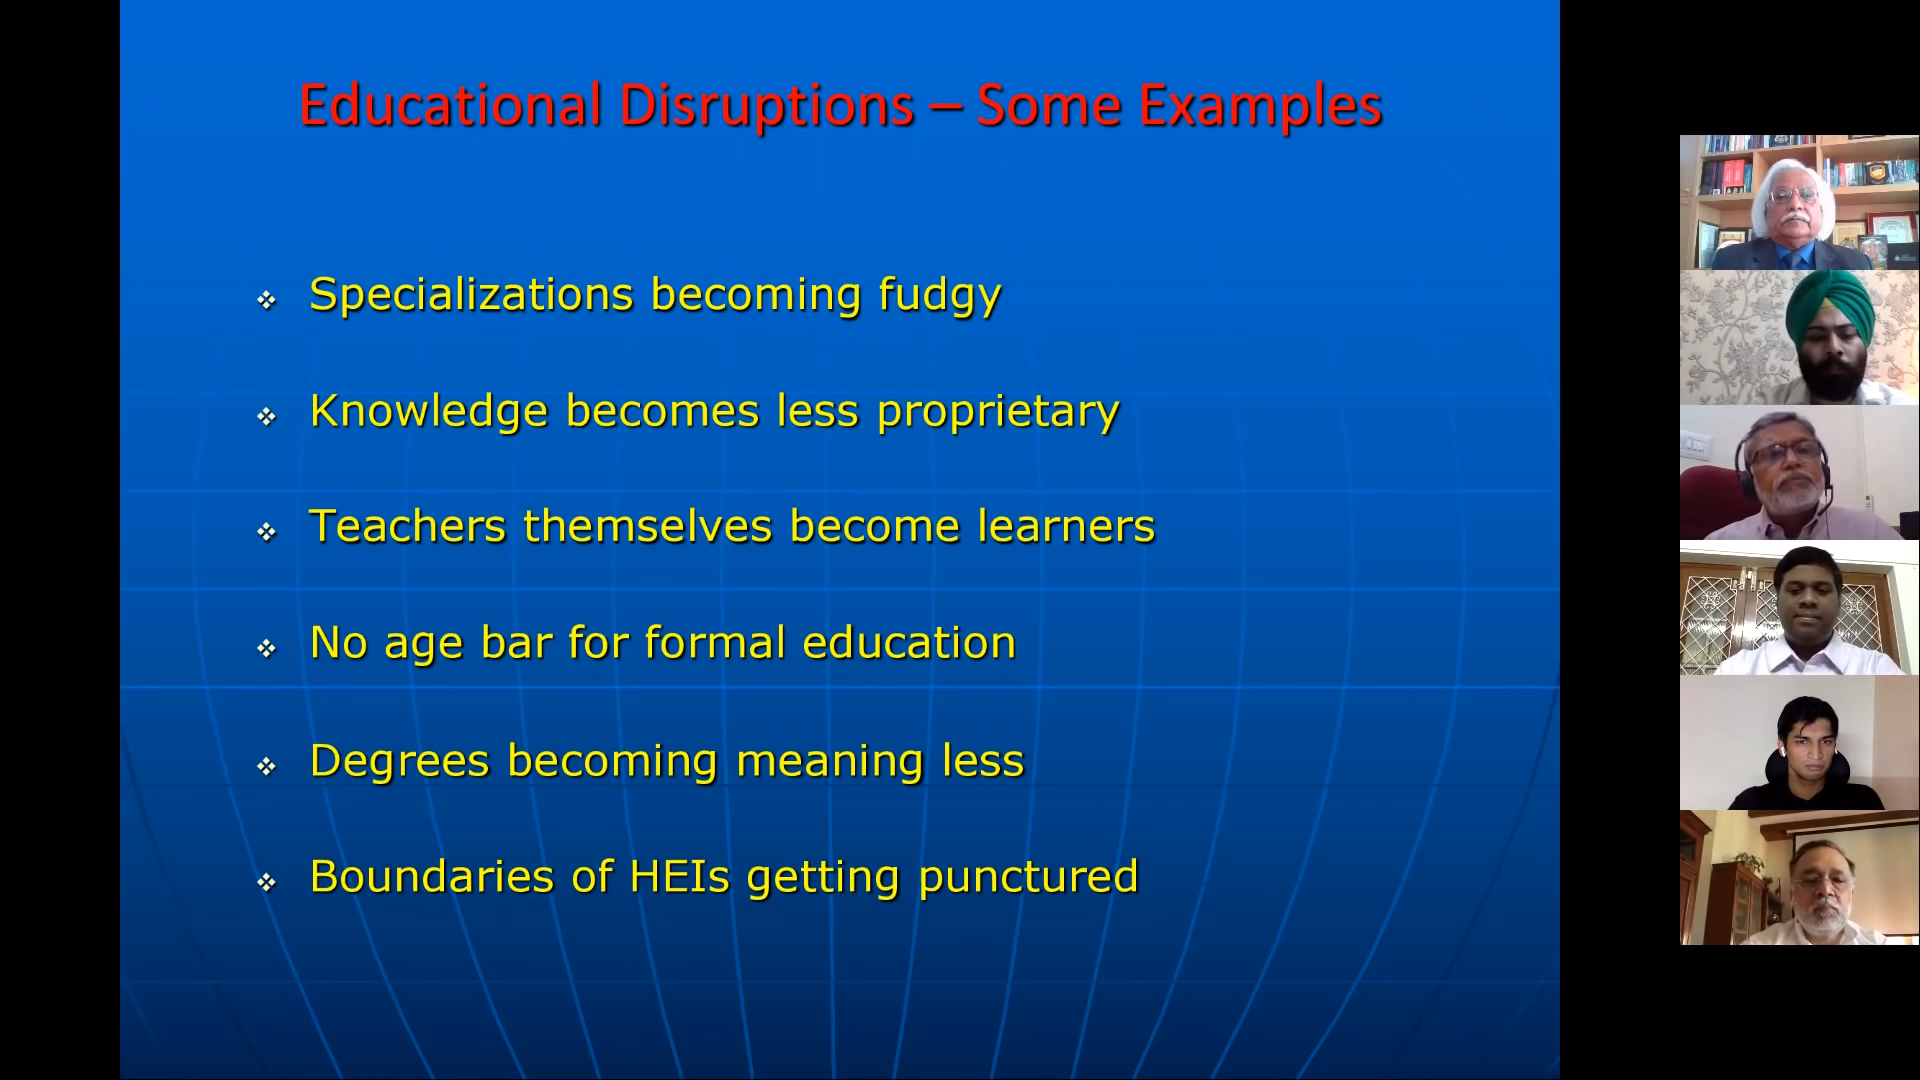 Educational Disruptions – Some Examples
Specializations becoming fudgy
Knowledge becomes less proprietary
Teachers themselves become learners
No age bar for formal education
Degrees becoming meaning less
Boundaries of HEIs getting punctured